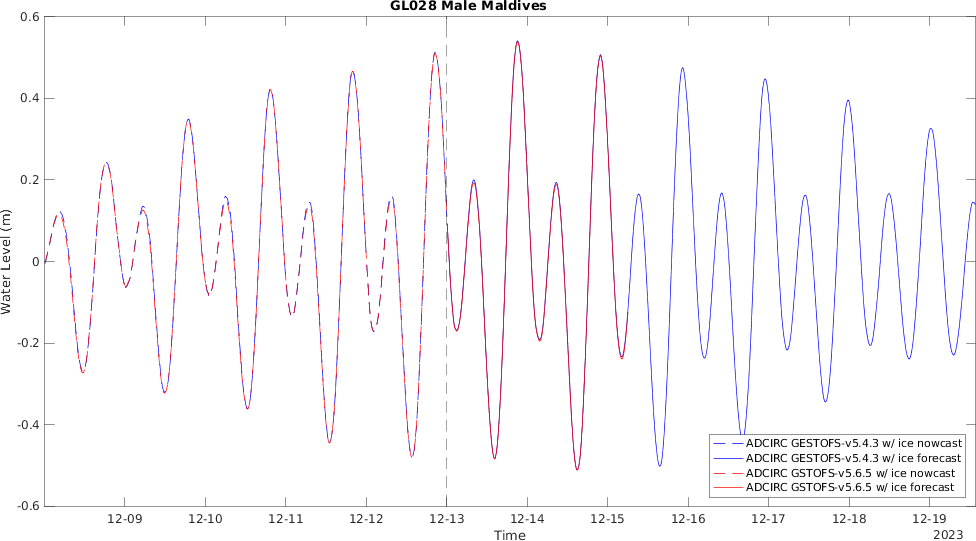 GL028 Male Maldives
0.6
0.4
0.2
0
-0.2
-0.4
-0.6
Water Level (m)
ADCIRC GESTOFS-v5.4.3 w/ ice nowcast
ADCIRC GESTOFS-v5.4.3 w/ ice forecast
ADCIRC GSTOFS-v5.6.5 w/ ice nowcast
ADCIRC GSTOFS-v5.6.5 w/ ice forecast
12-09 12-10 12-11 12-12 12-13 12-14 12-15 12-16 12-17 12-18 12-19
Time
2023